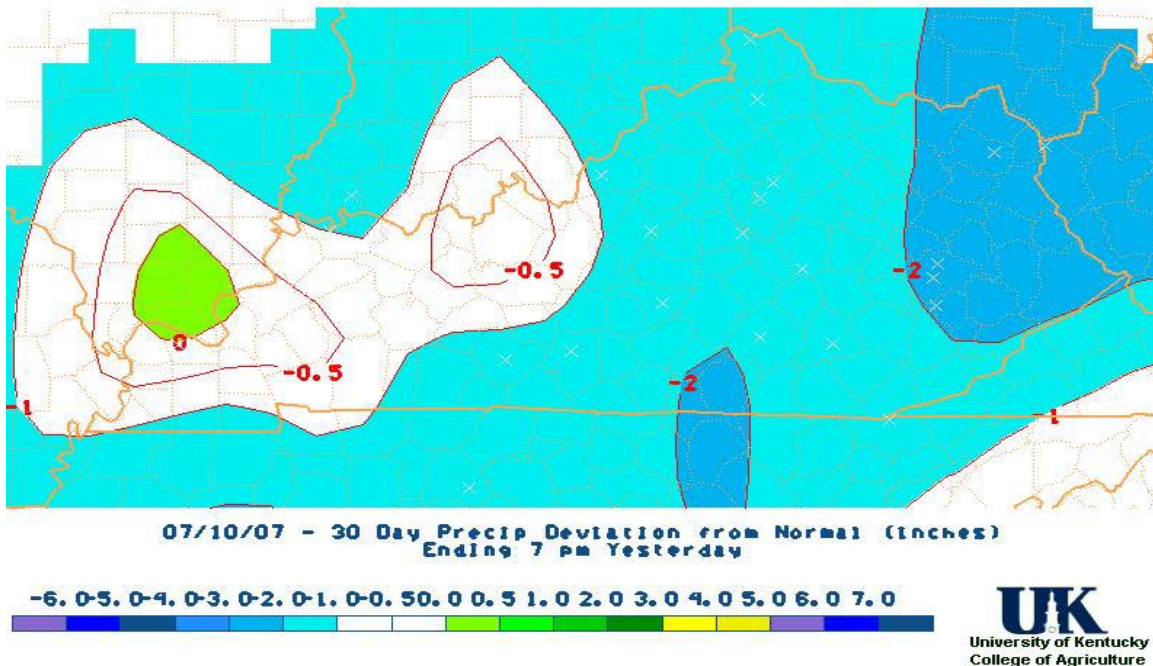 -0.5
-2
0
-0.5
-2
-1
-1
07/10/07 - 30 Day Precip Deviation from Normal (inches)
Ending 7 pm Yesterday
-6.0-5.0-4.0-3.0-2.0-1.0-0.50.0 0.5 1.0 2.0 3.0 4.0 5.0 6.0 7.0
UK
University of Kentucky
College of Agriculture